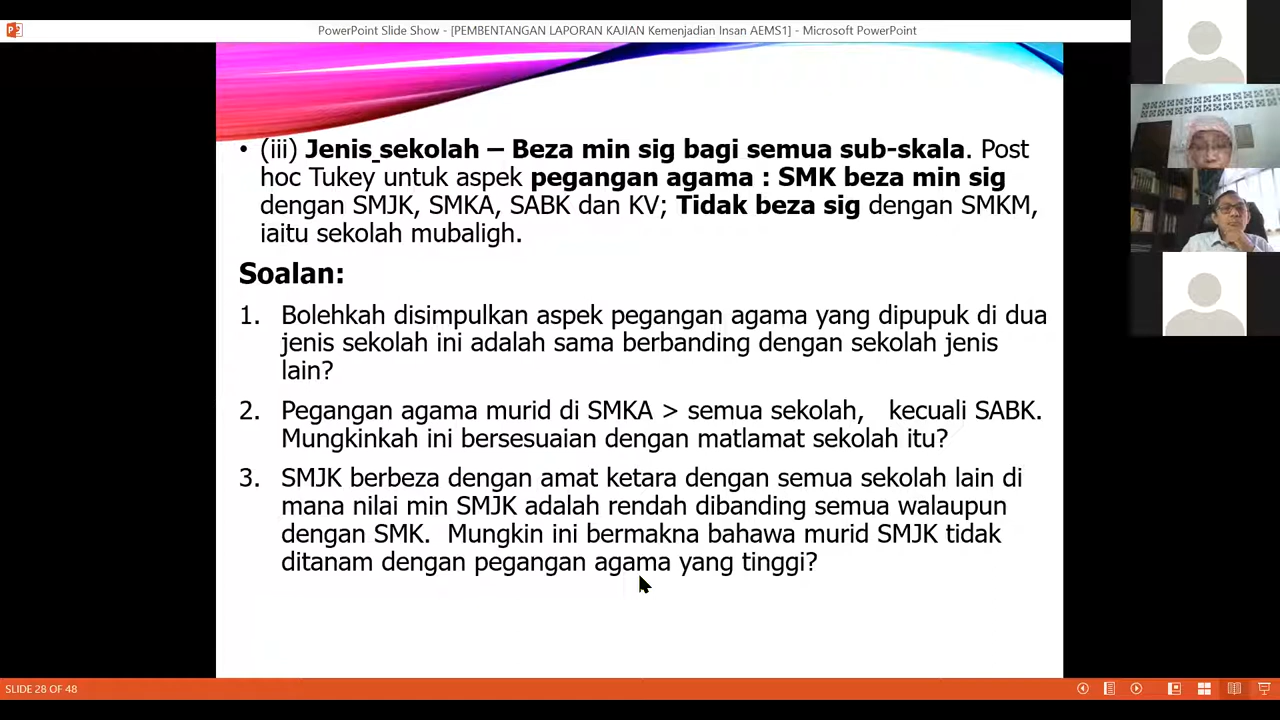 PowerPoint Slide Show - [PEMBENTANGAN LAPORAN KAJIAN Kemenjadian Insan AEMS1] - Microsoft PowerPoint
• (iii) Jenis sekolah – Beza min sig bagi semua sub-skala. Post
hoc Tukey untuk aspek pegangan agama : SMK beza min sig
dengan SMJK, SMKA, SABK dan KV; Tidak beza sig dengan SMKM,
iaitu sekolah mubaligh.
Soalan:
1. Bolehkah disimpulkan aspek pegangan agama yang dipupuk di dua
jenis sekolah ini adalah sama berbanding dengan sekolah jenis
lain?
2. Pegangan agama murid di SMKA > semua sekolah, kecuali SABK.
Mungkinkah ini bersesuaian dengan matlamat sekolah itu?
3. SMJK berbeza dengan amat ketara dengan semua sekolah lain di
mana nilai min SMJK adalah rendah dibanding semua walaupun
dengan SMK. Mungkin ini bermakna bahawa murid SMJK tidak
ditanam dengan pegangan agama yang tinggi?
SLIDE 28 OF 48